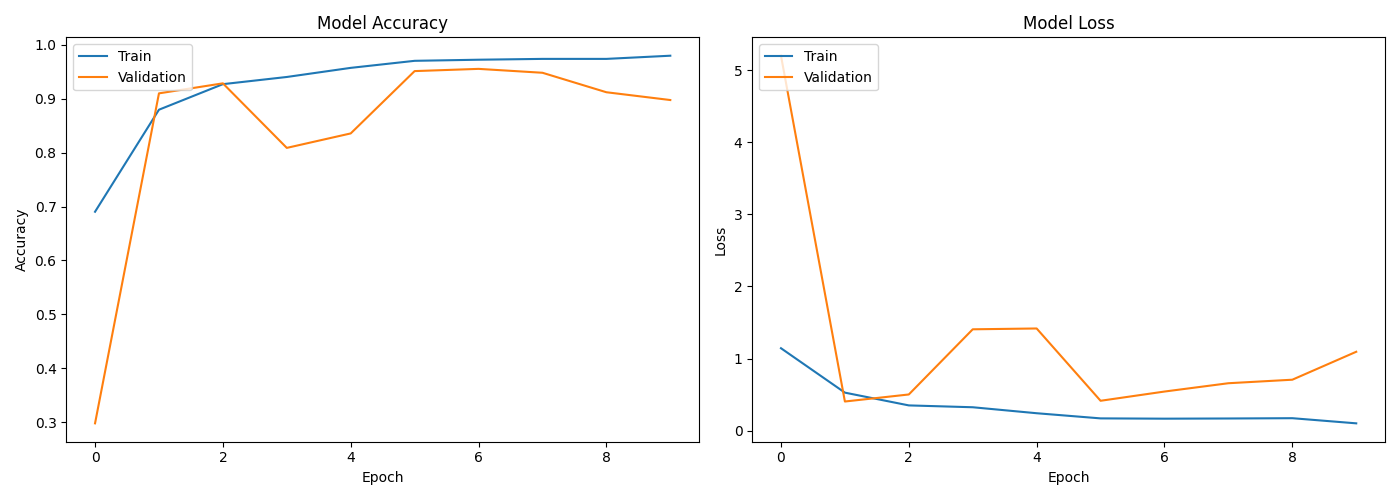 Model Accuracy
1.0
0.9
0.8
0.7
0.6
0.5
0.4
0.3
Accuracy
Train
Validation
0 2 4 6 8
Epoch
Model Loss
5
4
3
2
1
0
Loss
Train
Validation
0 2 4 6 8
Epoch